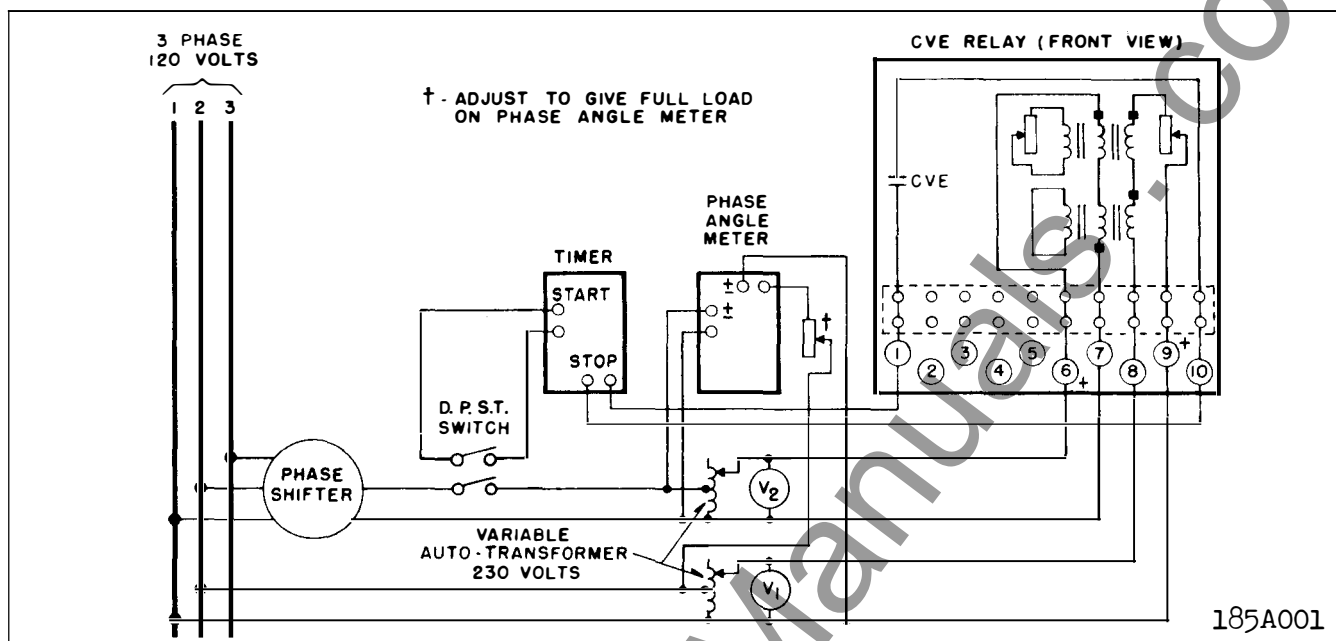 3 PHASE
120 VOLTS
1 2 3
† - ADJUST TO GIVE FULL LOAD
ON PHASE ANGLE METER
CVE RELAY (FRONT VIEW)
CVE
PHASE
ANGLE
METER
± 
±
†
TIMER
START
STOP
D. P. S.T.
SWITCH
PHASE
SHIFTER
VARIABLE
AUTO-TRANSFORMER
230 VOLTS
V2
V1
1 3 5 7 9 +
2 4 6 + 8 10
185A001
Manuals.co